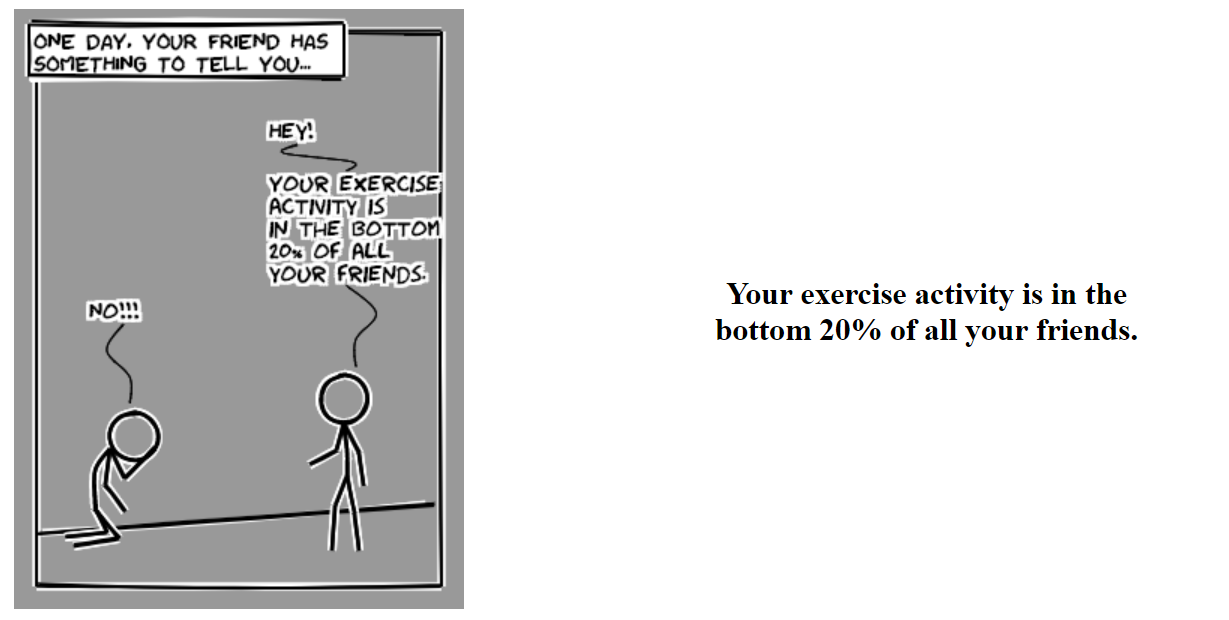 ONE DAY, YOUR FRIEND HAS
SOMETHING TO TELL YOU...
HEY!
YOUR EXERCISE
ACTIVITY IS
IN THE BOTTOM
20% OF ALL
YOUR FRIENDS.
NO!!!
Your exercise activity is in the
bottom 20% of all your friends.